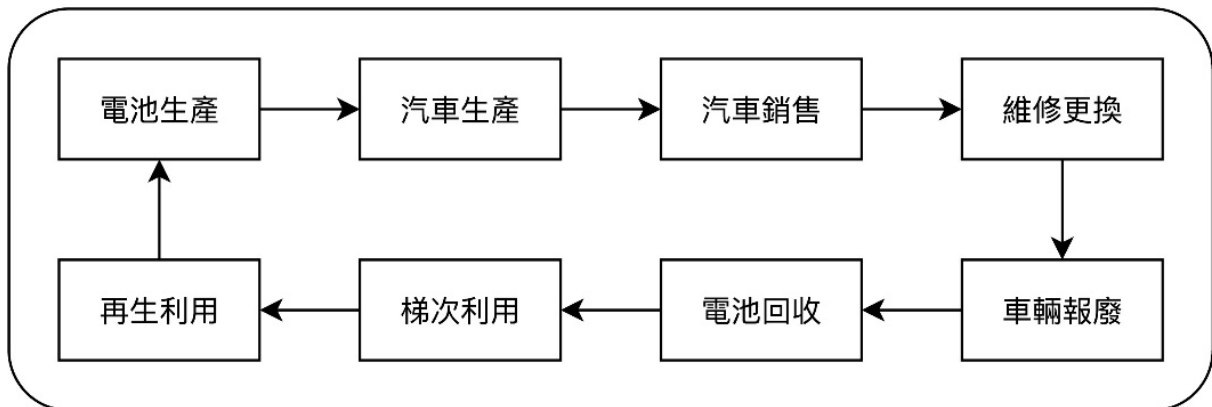 電池生產
汽車生產
汽車銷售
維修更換
再生利用
梯次利用
電池回收
車輛報廢